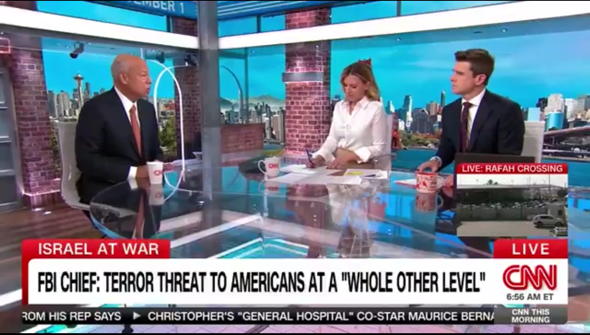 EMBER 1
LIVE: RAFAH CROSSING
ISRAEL AT WAR
LIVE
FBI CHIEF: TERROR THREAT TO AMERICANS AT A "WHOLE OTHER LEVEL"
CNN
6:56 AM ET
ROM HIS REP SAYS ► CHRISTOPHER'S "GENERAL HOSPITAL" CO-STAR MAURICE BERNA
CNN THIS MORNING